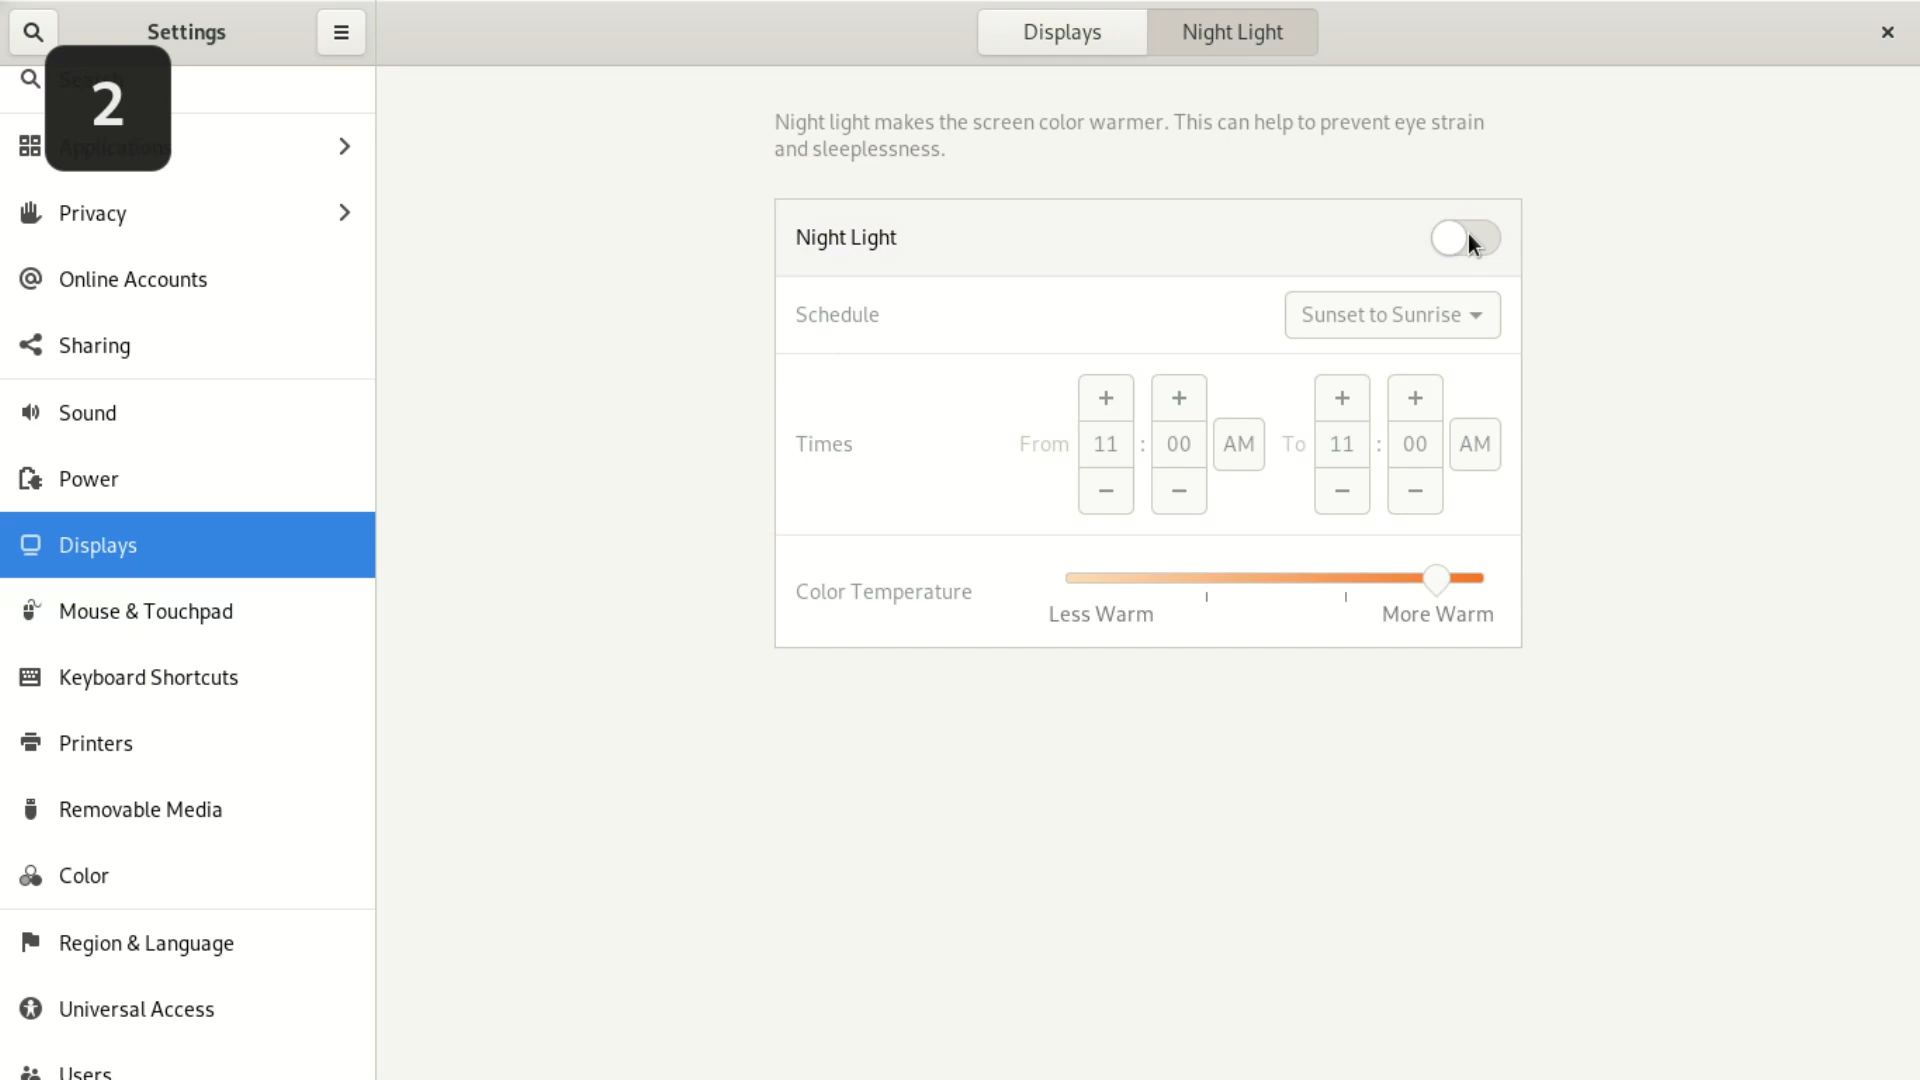 Settings
Displays
Night Light
2
Search
Applications
Privacy
Online Accounts
Sharing
Sound
Power
Displays
Mouse & Touchpad
Keyboard Shortcuts
Printers
Removable Media
Color
Region & Language
Universal Access
Users
Night light makes the screen color warmer. This can help to prevent eye strain
and sleeplessness.
Night Light
Schedule
Sunset to Sunrise
Times
From
+
+
11 : 00 AM
−
−
To
+
+
11 : 00 AM
−
−
Color Temperature
Less Warm
More Warm